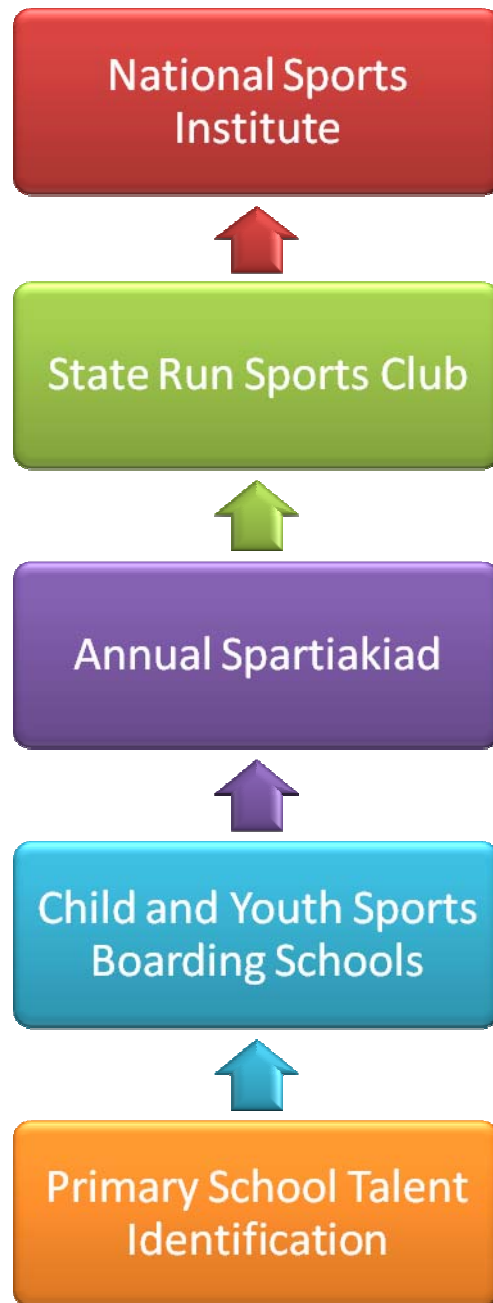 National Sports
Institute
State Run Sports Club
Annual Spartiakiad
Child and Youth Sports
Boarding Schools
Primary School Talent
Identification